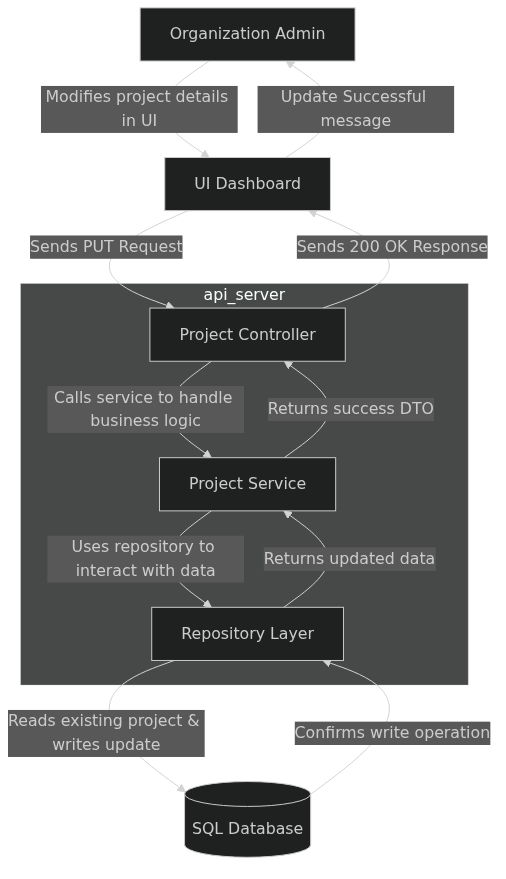 Organization Admin
Modifies project details
in UI
Update Successful
message
UI Dashboard
Sends PUT Request
Sends 200 OK Response
api_server
Project Controller
Calls service to handle
business logic
Returns success DTO
Project Service
Uses repository to
interact with data
Returns updated data
Repository Layer
Reads existing project &
writes update
Confirms write operation
SQL Database